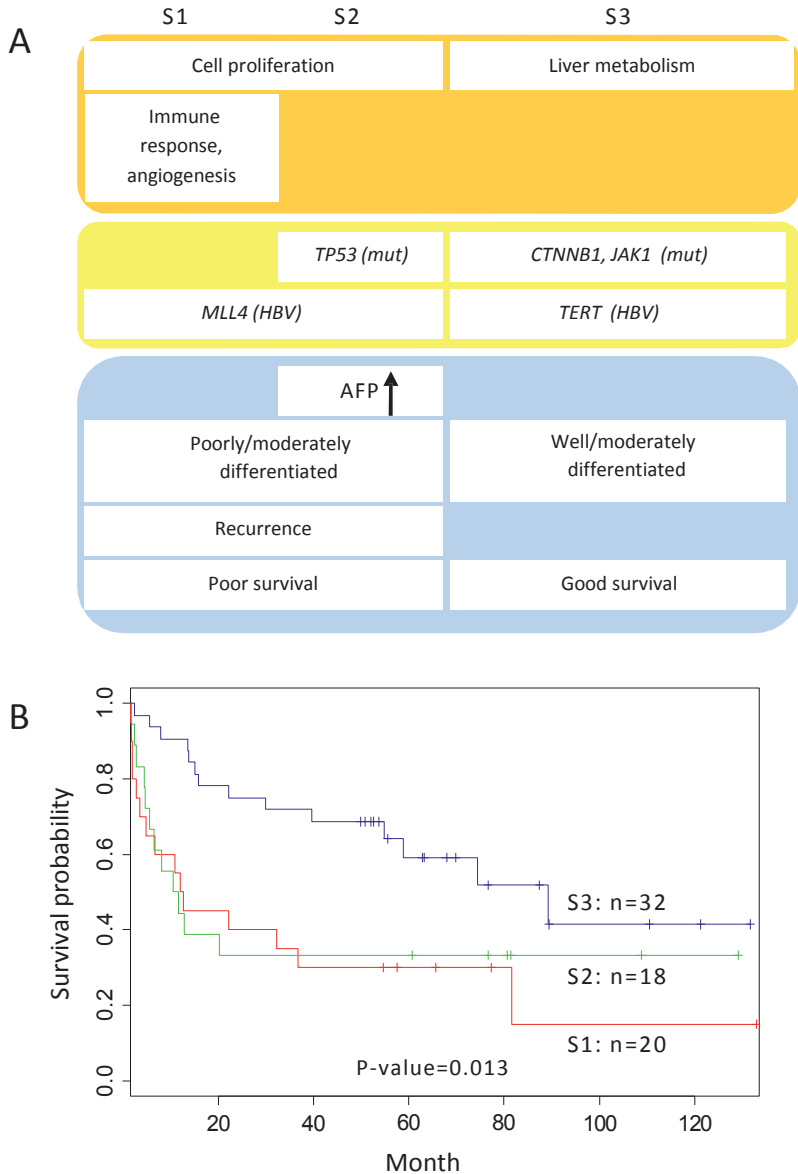 S1 S2 S3
A
Cell proliferation Liver metabolism
Immune
response,
angiogenesis
TP53 (mut) CTNNB1, JAK1 (mut)
MLL4 (HBV) TERT (HBV)
AFP
Poorly/moderately
differentiated
Well/moderately
differentiated
Recurrence
Poor survival Good survival
B
Survival probability
1.0
0.8
0.6
0.4
0.2
0.0
S3: n=32
S2: n=18
S1: n=20
P-value=0.013
20 40 60 80 100 120
Month